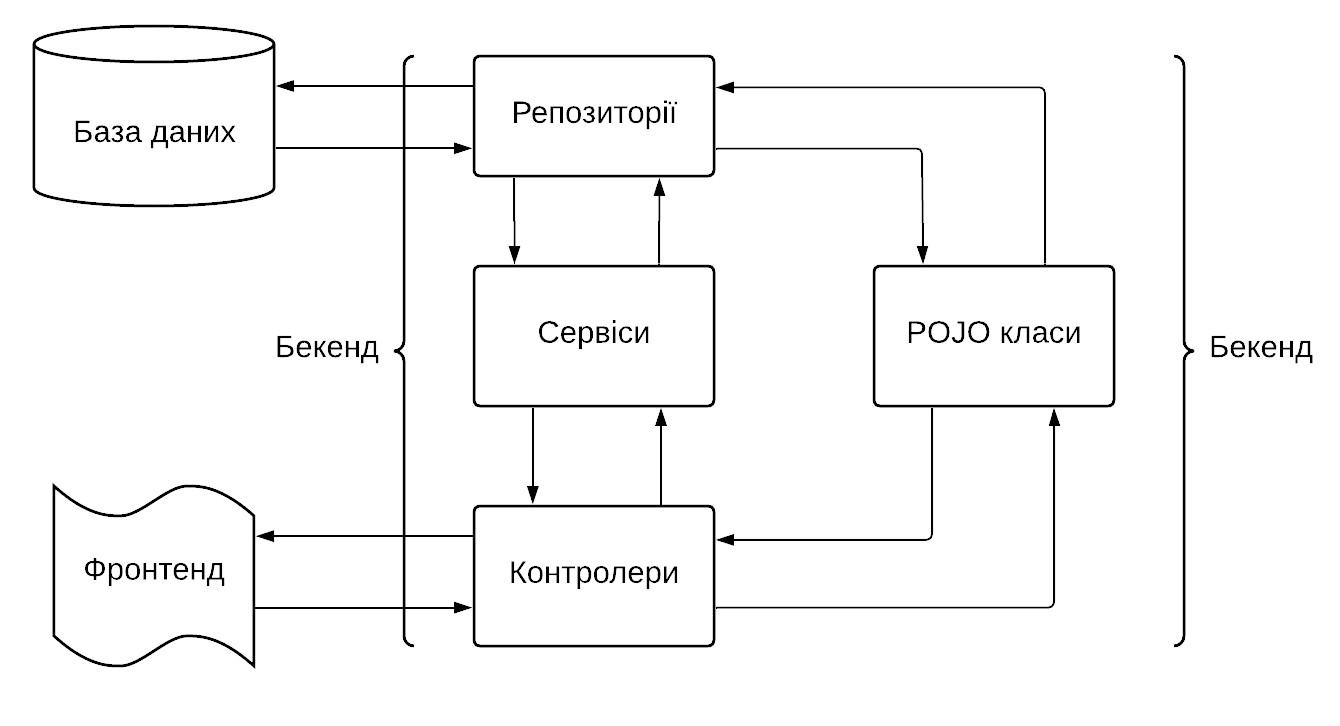 База даних
Репозиторії
Сервіси
POJO класи
Бекенд
Бекенд
Фронтенд
Контролери